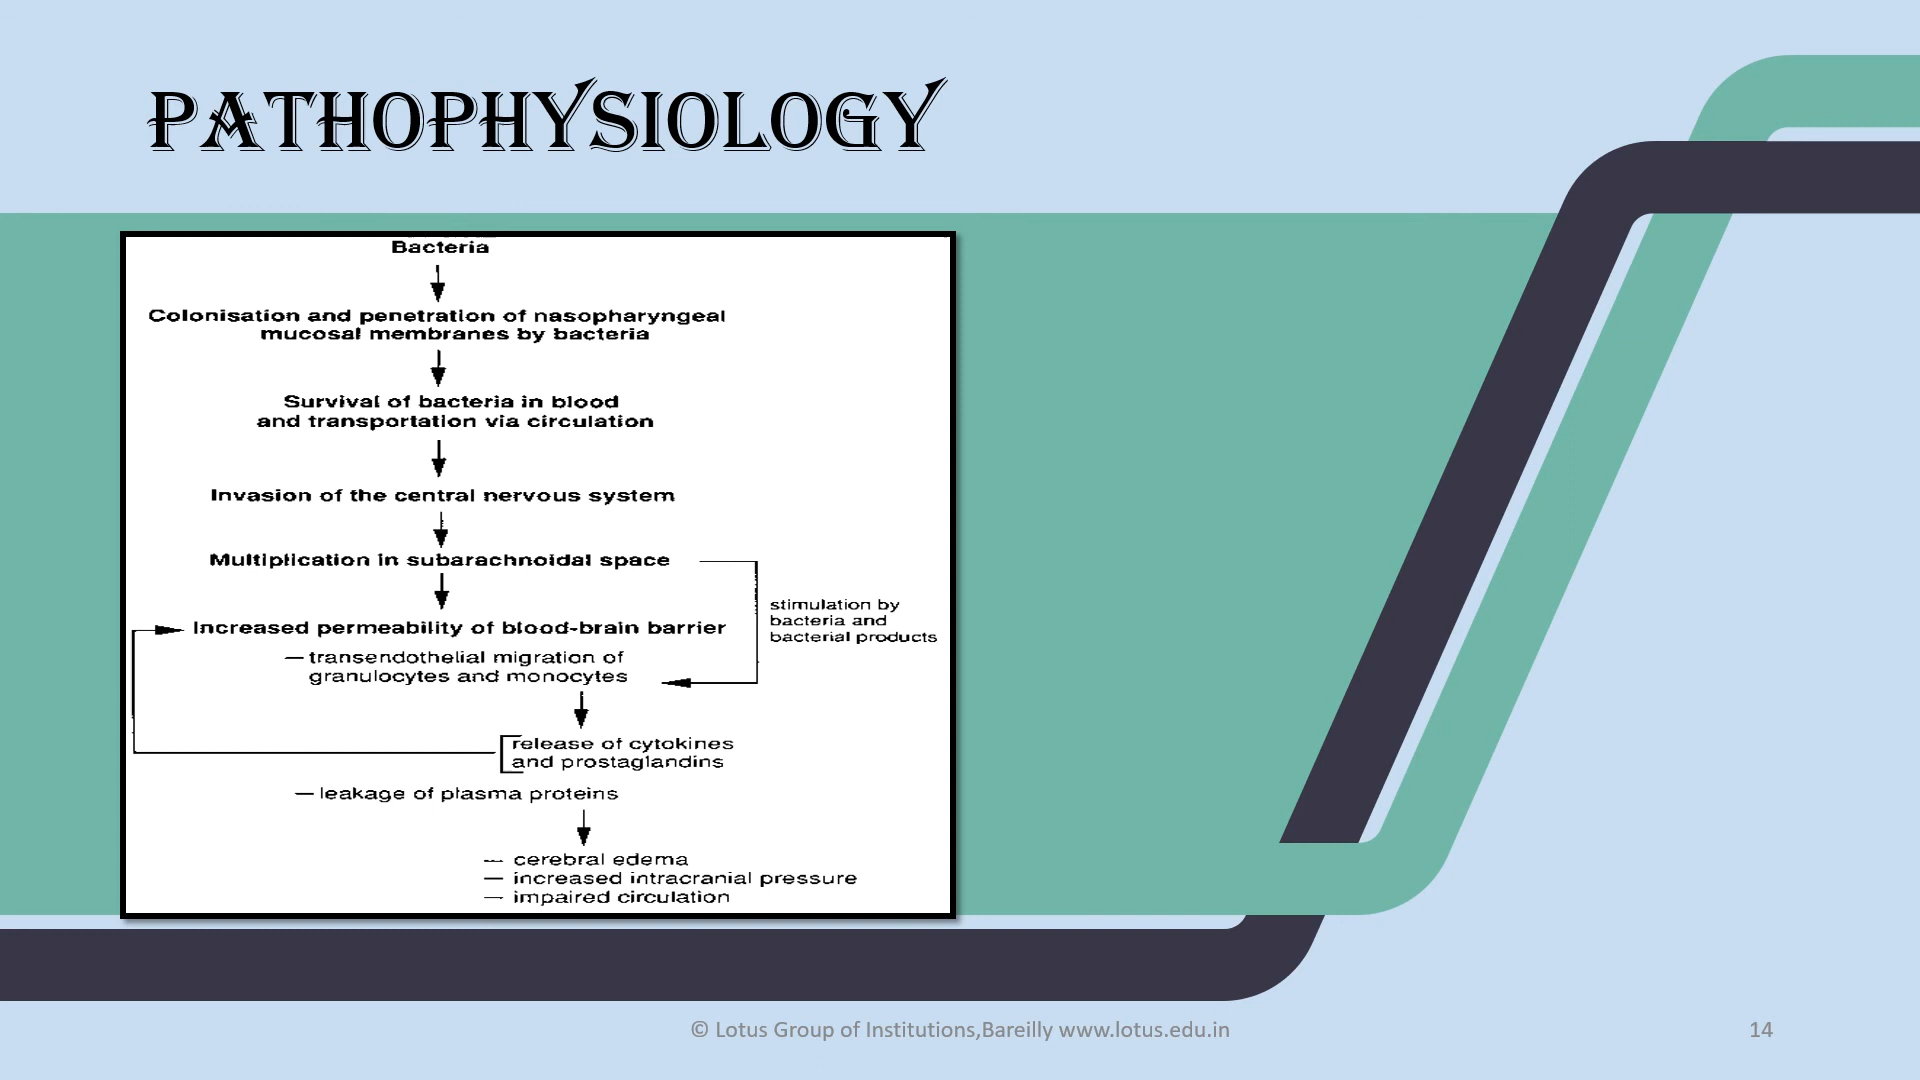 PATHOPHYSIOLOGY
Bacteria
Colonisation and penetration of nasopharyngeal
mucosal membranes by bacteria
Survival of bacteria in blood
and transportation via circulation
Invasion of the central nervous system
Multiplication in subarachnoidal space
stimulation by
bacteria and
bacterial products
Increased permeability of blood-brain barrier
— transendothelial migration of
granulocytes and monocytes
release of cytokines
and prostaglandins
— leakage of plasma proteins
— cerebral edema
— increased intracranial pressure
— impaired circulation
© Lotus Group of Institutions,Bareilly www.lotus.edu.in
14